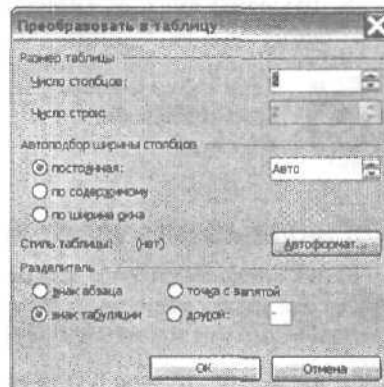 Преобразовать в таблицу
Размер таблицы
Число столбцов:
Число строк:
Автоподбор ширины столбцов
постоянная: Авто
по содержимому
по ширине окна
Стиль таблицы: (нет) Автоформат...
Разделитель
знак абзаца точка с запятой
знак табуляции другой: -
ОК Отмена